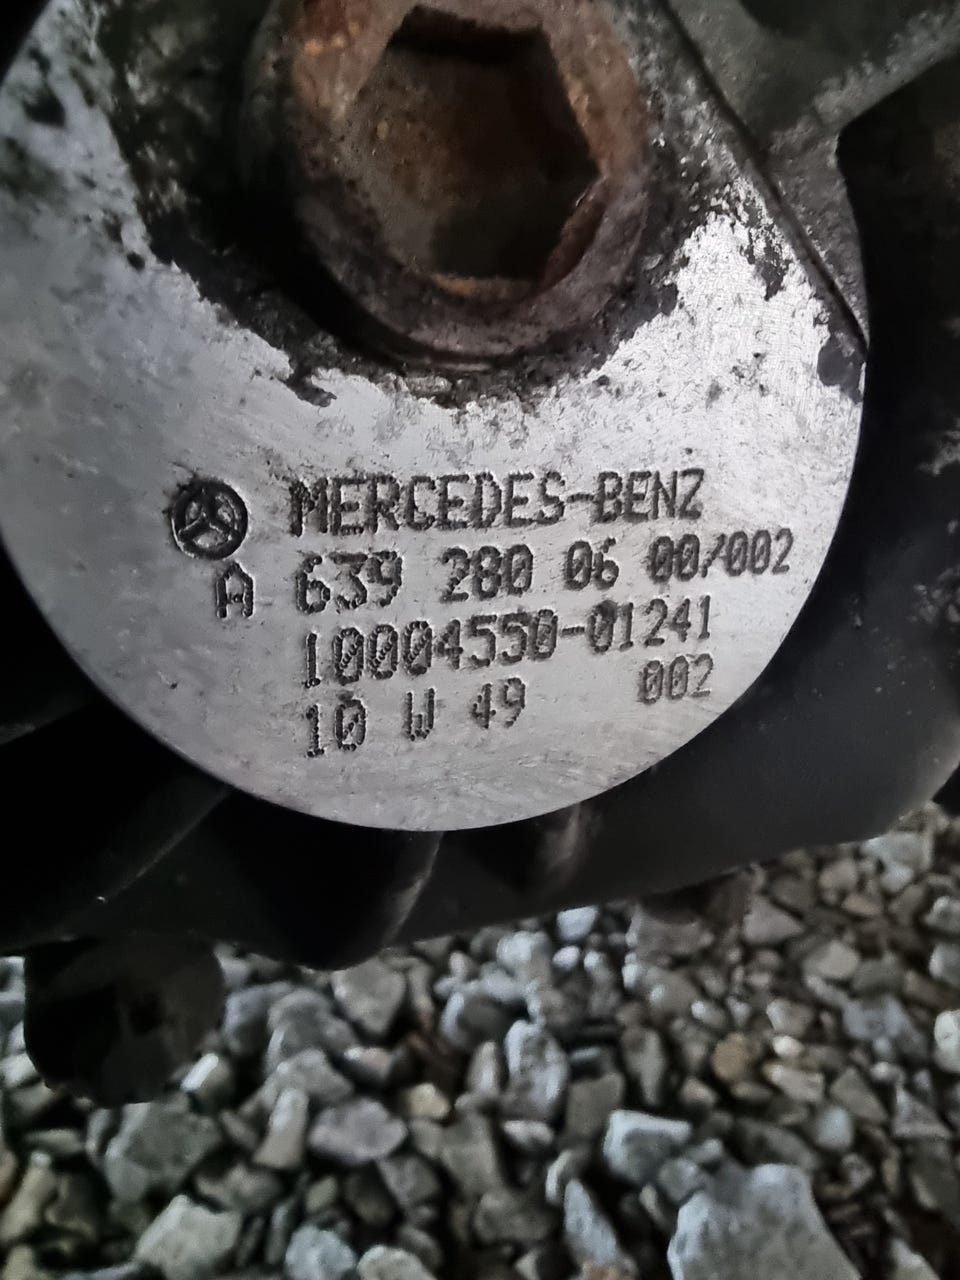 MERCEDES-BENZ
A 639 280 06 00/002
10004550-01241
10 W 49 002